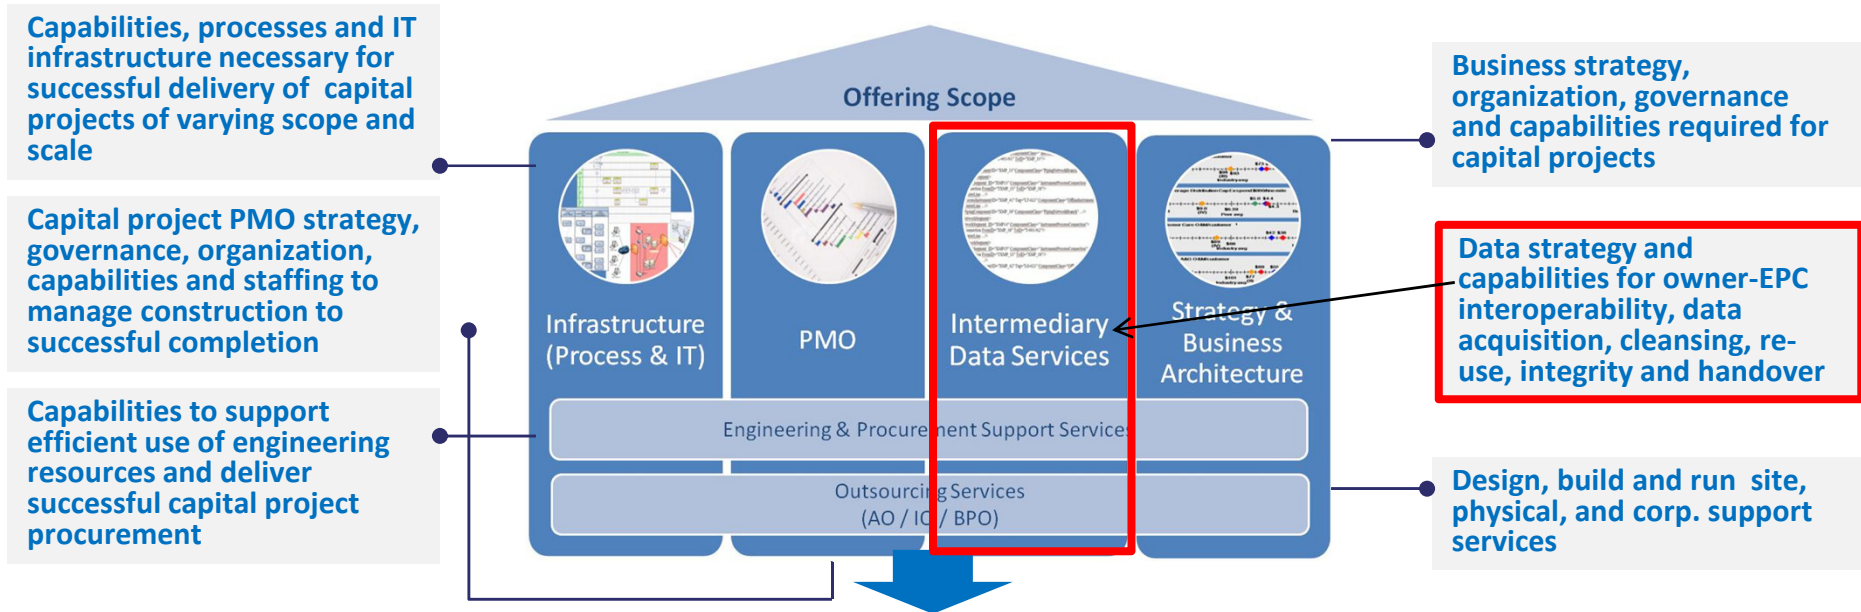 Capabilities, processes and IT
infrastructure necessary for
successful delivery of capital
projects of varying scope and
scale
Capital project PMO strategy,
governance, organization,
capabilities and staffing to
manage construction to
successful completion
Capabilities to support
efficient use of engineering
resources and deliver
successful capital project
procurement
Offering Scope
Infrastructure
(Process & IT)
PMO
Intermediary
Data Services
Strategy &
Business
Architecture
Engineering & Procurement Support Services
Outsourcing Services
(AO / IO / BPO)
Business strategy,
organization, governance
and capabilities required for
capital projects
Data strategy and
capabilities for owner-EPC
interoperability, data
acquisition, cleansing, re-
use, integrity and handover
Design, build and run site,
physical, and corp. support
services